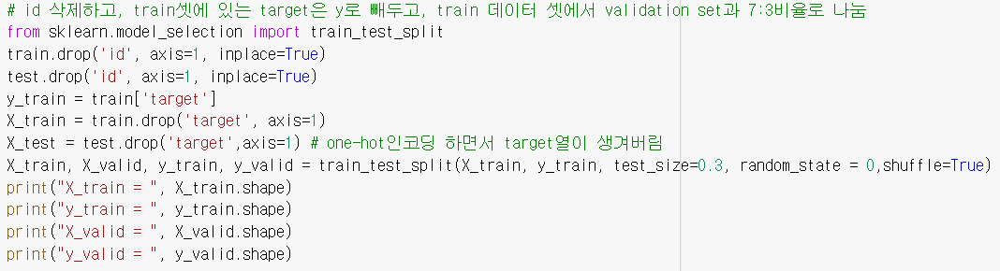 # id 삭제하고, train셋에 있는 target은 y로 빼두고, train 데이터 셋에서 validation set과 7:3비율로 나눔
from sklearn.model_selection import train_test_split
train.drop('id', axis=1, inplace=True)
test.drop('id', axis=1, inplace=True)
y_train = train['target']
X_train = train.drop('target', axis=1)
X_test = test.drop('target',axis=1) # one-hot인코딩 하면서 target열이 생겨버림
X_train, X_valid, y_train, y_valid = train_test_split(X_train, y_train, test_size=0.3, random_state = 0,shuffle=True)
print("X_train = ", X_train.shape)
print("y_train = ", y_train.shape)
print("X_valid = ", X_valid.shape)
print("y_valid = ", y_valid.shape)